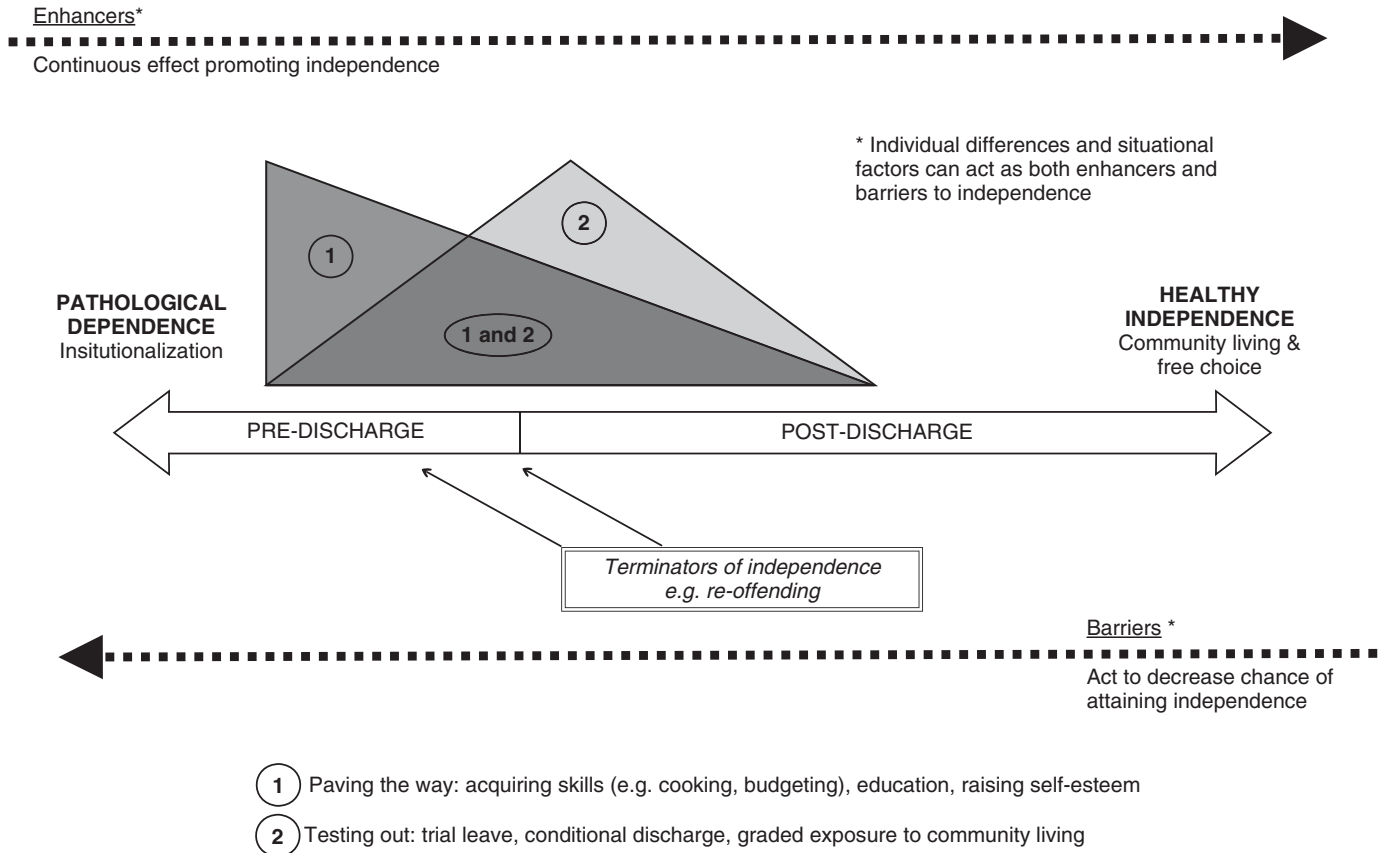 Enhancers*
Continuous effect promoting independence
* Individual differences and situational
factors can act as both enhancers and
barriers to independence
2
1
1 and 2
PATHOLOGICAL
DEPENDENCE
Insitutionalization
HEALTHY
INDEPENDENCE
Community living &
free choice
PRE-DISCHARGE
POST-DISCHARGE
Terminators of independence
e.g. re-offending
Barriers *
Act to decrease chance of
attaining independence
1 Paving the way: acquiring skills (e.g. cooking, budgeting), education, raising self-esteem
2 Testing out: trial leave, conditional discharge, graded exposure to community living